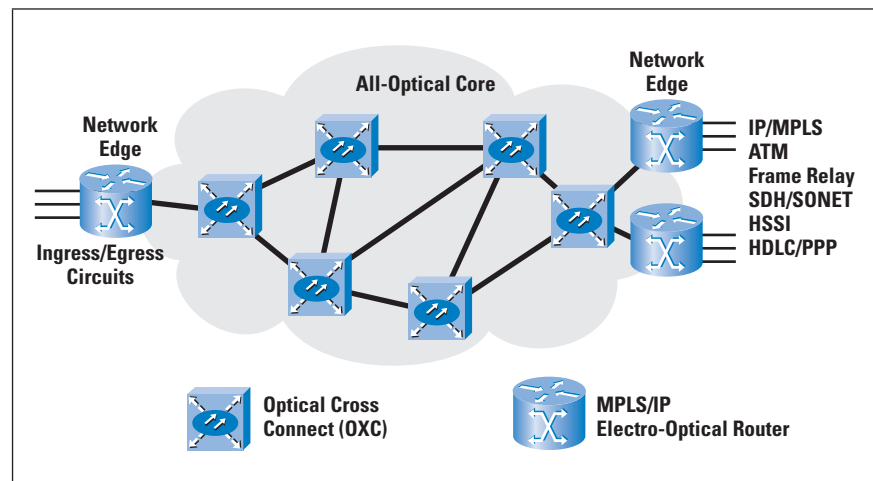 All-Optical Core
Network
Edge
Network
Edge
IP/MPLS
ATM
Frame Relay
SDH/SONET
HSSI
HDLC/PPP
Ingress/Egress
Circuits
Optical Cross
Connect (OXC)
MPLS/IP
Electro-Optical Router